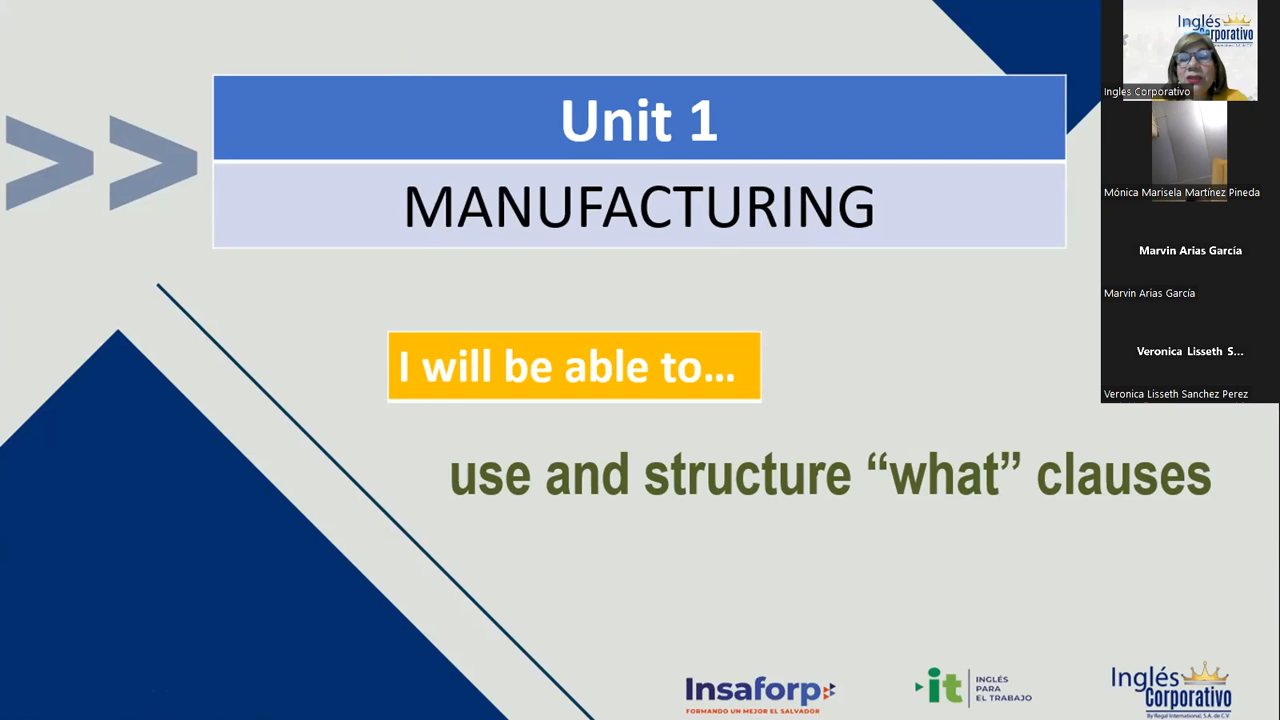 Unit 1
MANUFACTURING
I will be able to...
use and structure “what” clauses
Insaforp
FORMANDO UN MEJOR EL SALVADOR
it
INGLÉS
PARA
EL TRABAJO
Inglés
Corporativo
By Regal International, S.A. de C.V
Inglés
Corporativo
Ingles Corporativo
Mónica Marisela Martínez Pineda
Marvin Arias García
Marvin Arias García
Veronica Lisseth S...
Veronica Lisseth Sanchez Perez